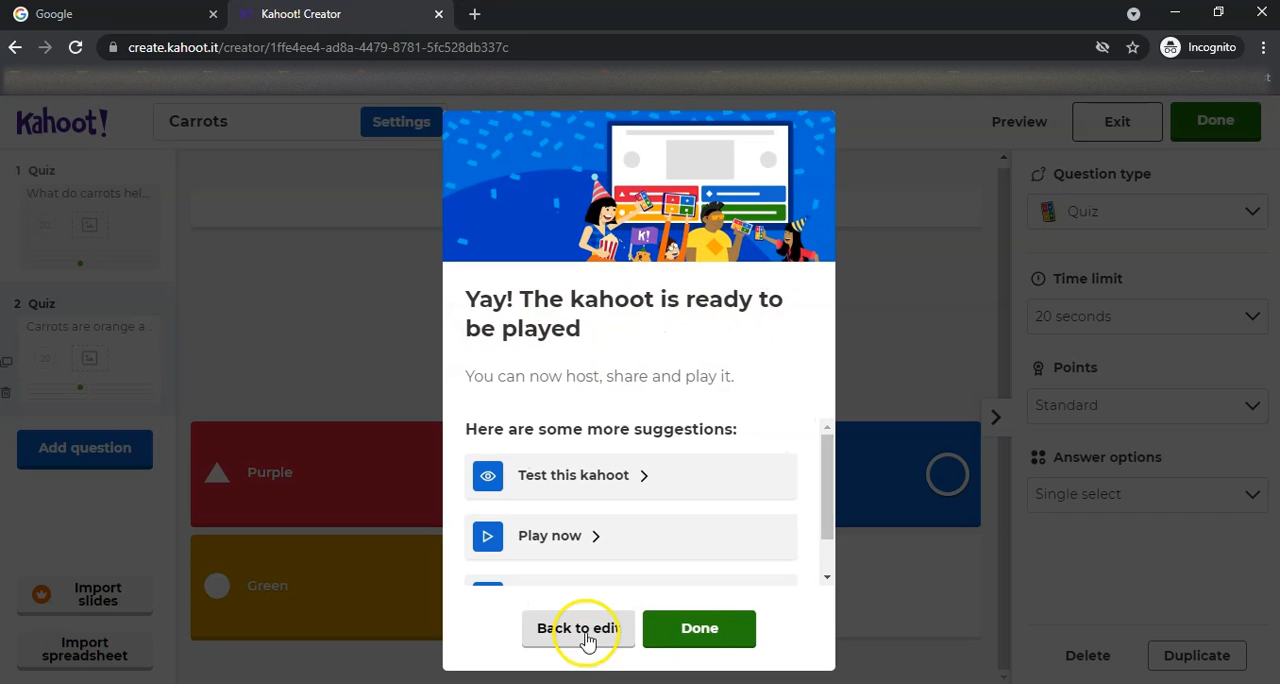 Google
Kahoot! Creator
create.kahoot.it/creator/1ffe4ee4-ad8a-4479-8781-5fc528db337c
Incognito
Kahoot!
Carrots
Settings
Preview
Exit
Done
1 Quiz
What do carrots hel...
2 Quiz
Carrots are orange a...
20
Add question
Import slides
Import spreadsheet
Purple
Green
K!
Yay! The kahoot is ready to
be played
You can now host, share and play it.
Here are some more suggestions:
Test this kahoot
Play now
Back to edit
Done
Question type
Quiz
Time limit
20 seconds
Points
Standard
Answer options
Single select
Delete
Duplicate